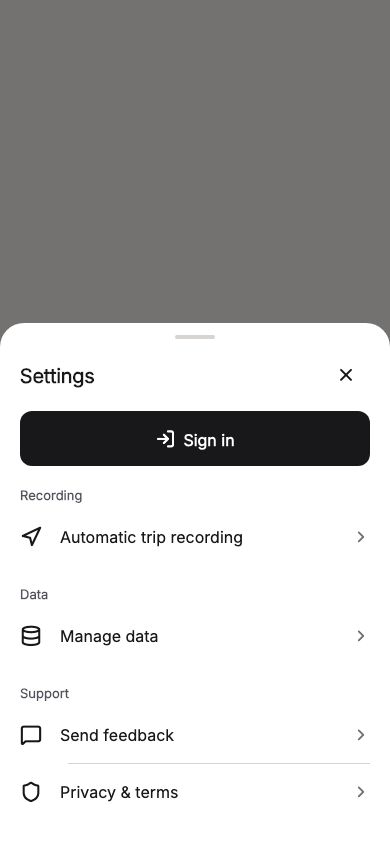 Settings
Sign in
Recording
Automatic trip recording
Data
Manage data
Support
Send feedback
Privacy & terms